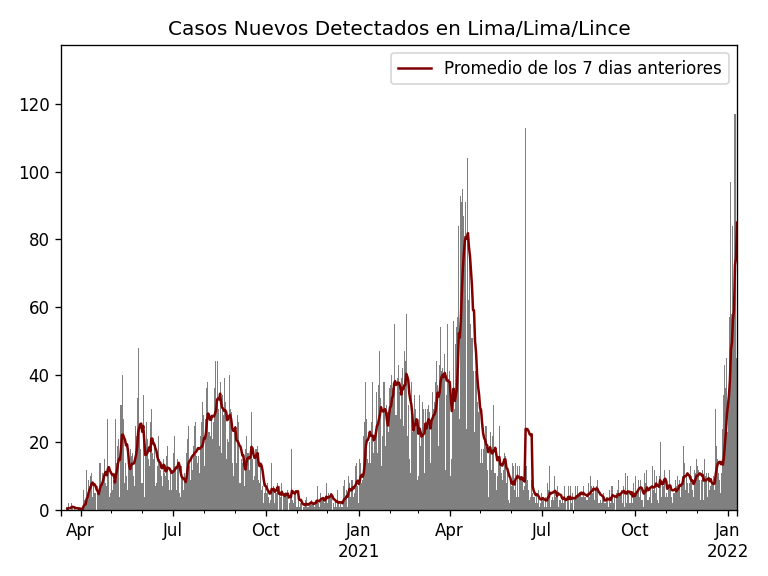 Casos Nuevos Detectados en Lima/Lima/Lince
Promedio de los 7 dias anteriores
120
100
80
60
40
20
0
Apr Jul Oct Jan Apr Jul Oct Jan
2021 2022